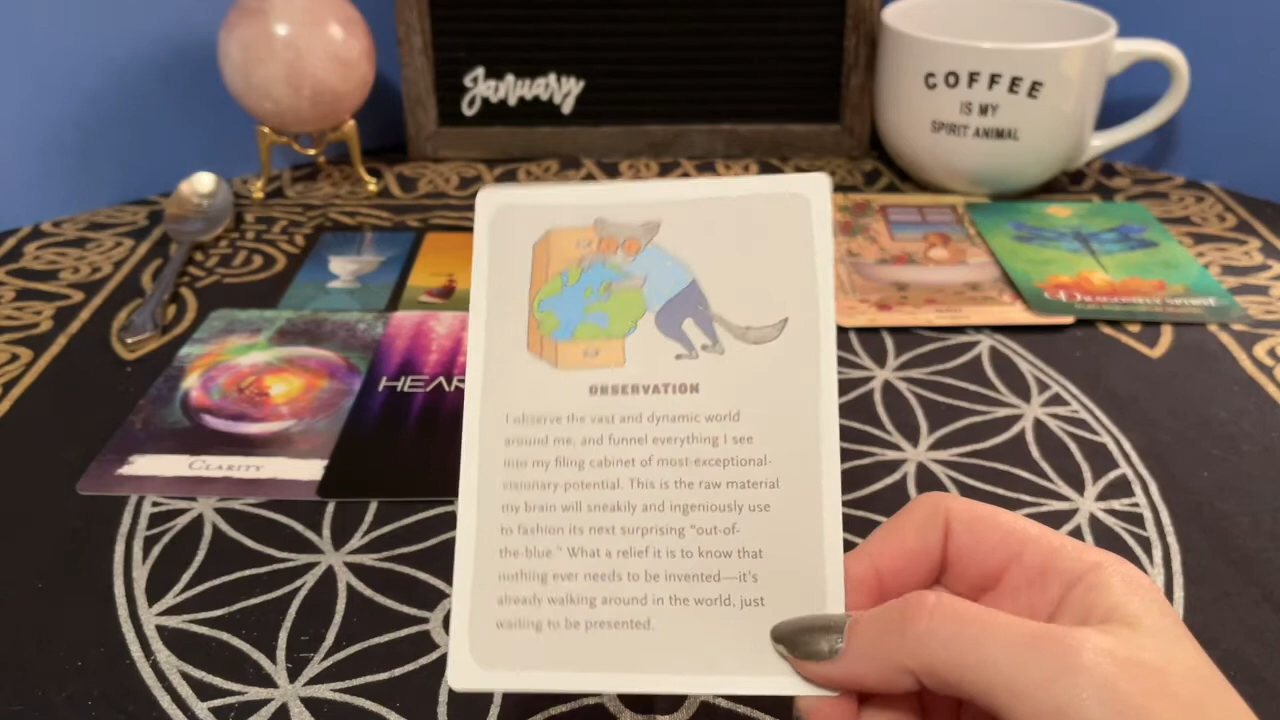 January
COFFEE
IS MY
SPIRIT ANIMAL
DRAGONFLY SPIRIT
HEAR
CLARITY
OBSERVATION
I observe the vast and dynamic world
around me, and funnel everything I see
into my filing cabinet of most-exceptional-
visionary-potential. This is the raw material
my brain will sneakily and ingeniously use
to fashion its next surprising "out-of-
the-blue." What a relief it is to know that
nothing ever needs to be invented—it's
already walking around in the world, just
waiting to be presented.